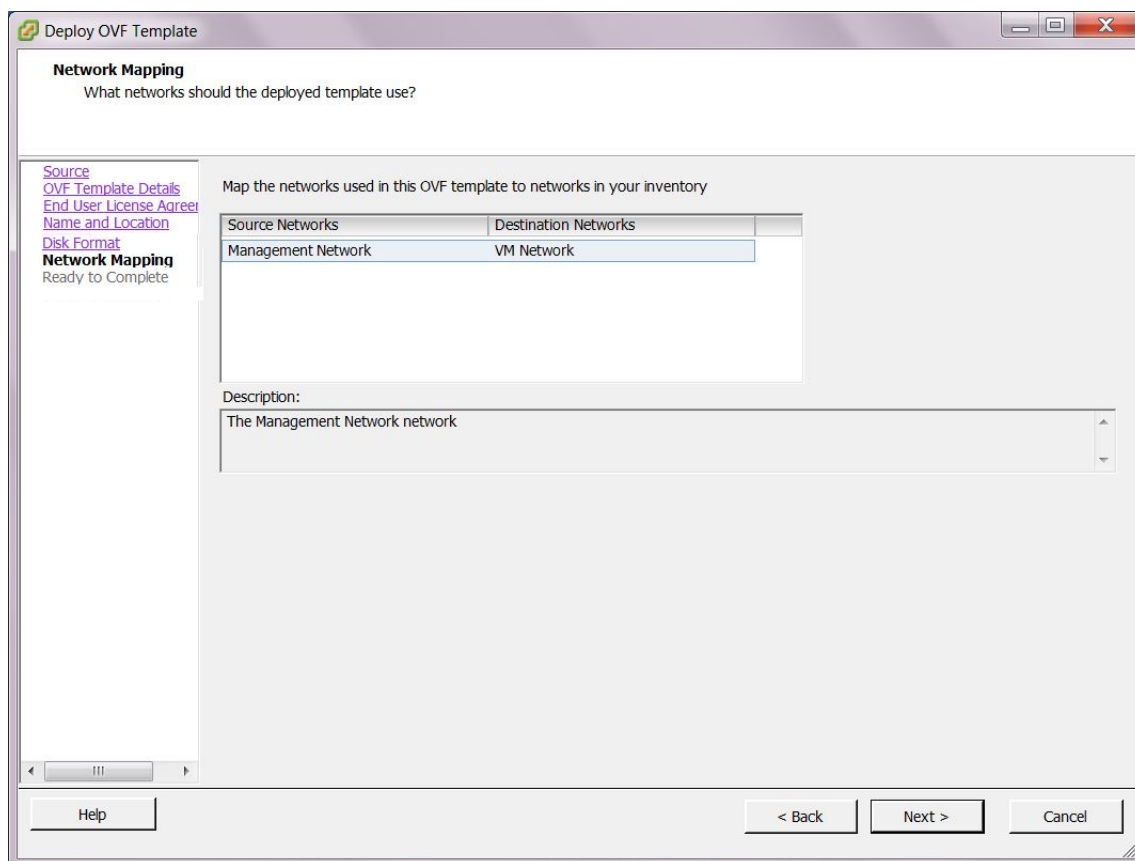 Deploy OVF Template
Network Mapping
What networks should the deployed template use?
Source
OVF Template Details
End User License Agreer
Name and Location
Disk Format
Network Mapping
Ready to Complete
Map the networks used in this OVF template to networks in your inventory
Source Networks Destination Networks
Management Network VM Network
Description:
The Management Network network
Help < Back Next > Cancel